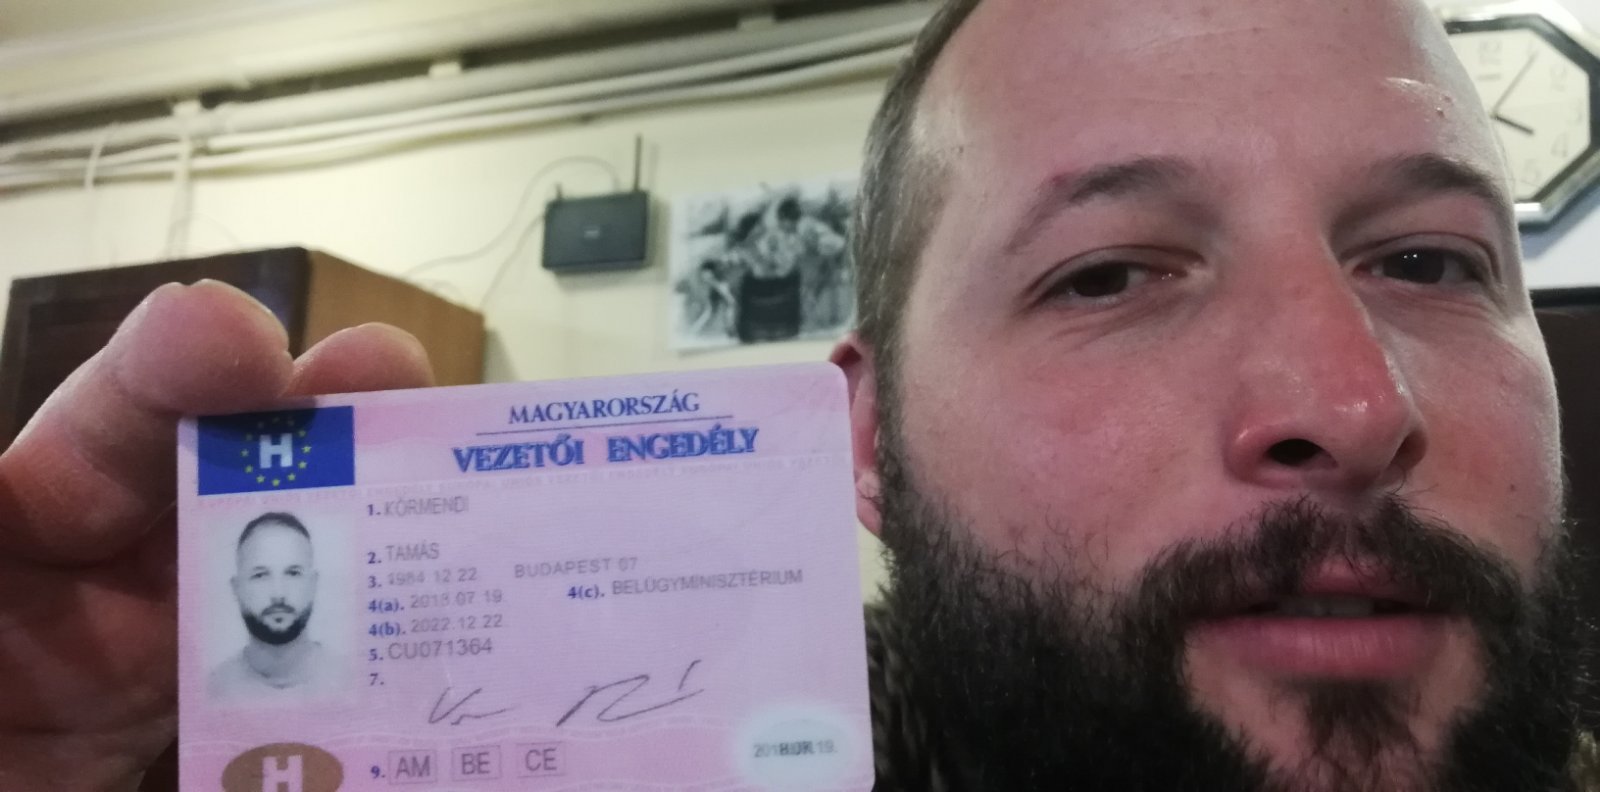 H
MAGYARORSZÁG
VEZETŐI ENGEDÉLY
1. KÖRMENDI
2. TAMÁS
3. 1984.12.22 BUDAPEST 07
4(a). 2018.07.19. 4(c). BELÜGYMINISZTÉRIUM
4(b). 2022.12.22.
5. CU071364
7.
9. AM BE CE
H